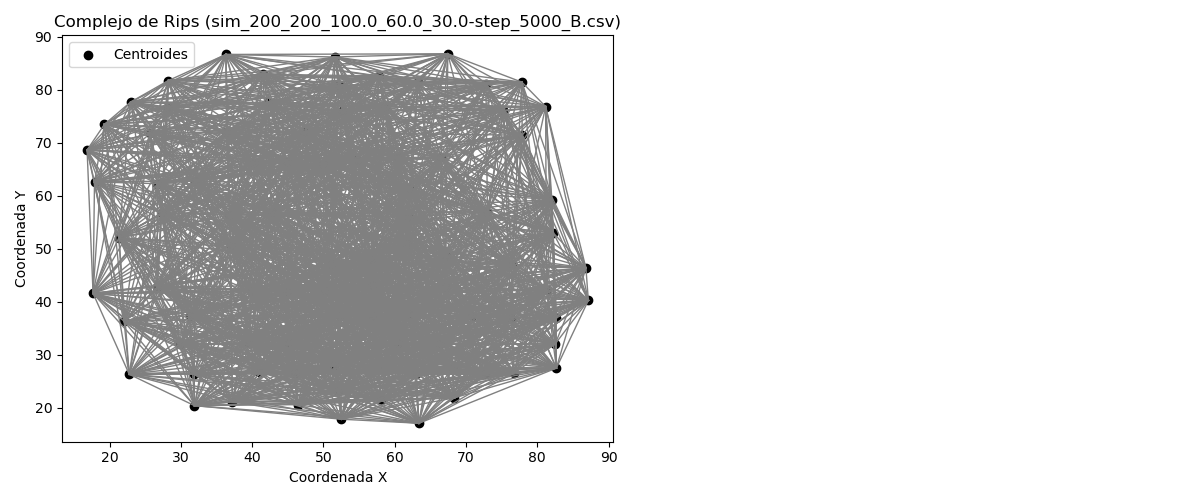 Complejo de Rips (sim_200_200_100.0_60.0_30.0-step_5000_B.csv)
Centroides
90
80
70
60
50
40
30
20
Coordenada Y
20 30 40 50 60 70 80 90
Coordenada X